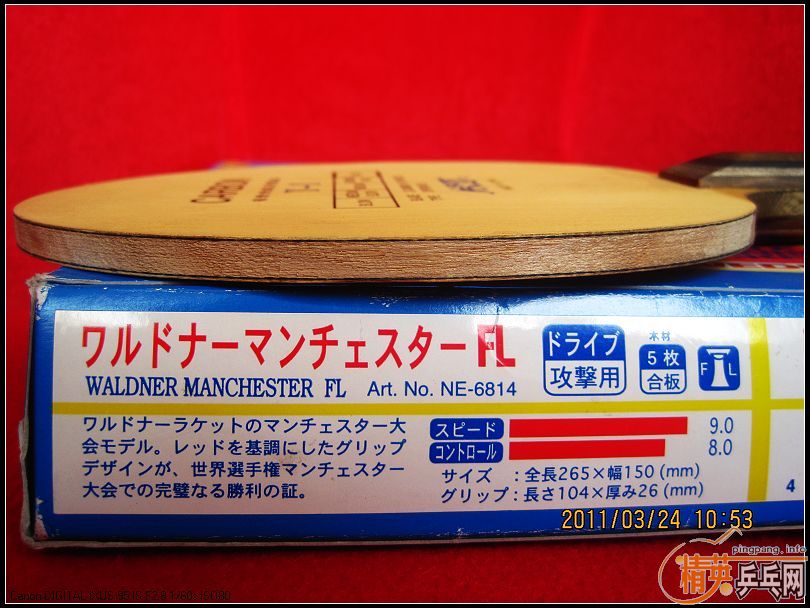 CARBON
T-1
ワルドナーマンチェスター FL
WALDNER MANCHESTER FL Art. No. NE-6814
ドライブ
攻撃用
木材
5枚
合板
F L
ワルドナーラケットのマンチェスター大
会モデル。レッドを基調にしたグリップ
デザインが、世界選手権マンチェスター
大会での完璧なる勝利の証。
スピード 9.0
コントロール 8.0
サイズ :全長265×幅150(mm)
グリップ:長さ104×厚み26(mm)
4
2011/03/24 10:53
pingpang.info
精英乒乓网